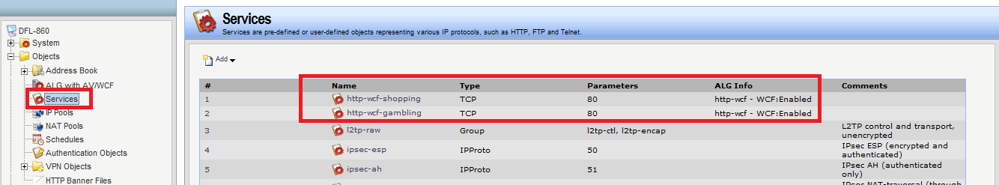 DFL-860
System
Objects
Address Book
ALG with AV/WCF
Services
IP Pools
NAT Pools
Schedules
Authentication Objects
VPN Objects
HTTP Banner Files
Services
Services are pre-defined or user-defined objects representing various IP protocols, such as HTTP, FTP and Telnet.
Add
# Name Type Parameters ALG Info Comments
1 http-wcf-shopping TCP 80 http-wcf - WCF:Enabled
2 http-wcf-gambling TCP 80 http-wcf - WCF:Enabled
3 l2tp-raw Group l2tp-ctl, l2tp-encap L2TP control and transport,
unencrypted
4 ipsec-esp IPProto 50 IPsec ESP (encrypted and
authenticated)
5 ipsec-ah IPProto 51 IPsec AH (authenticated
only)
IPsec NAT-traversal (through